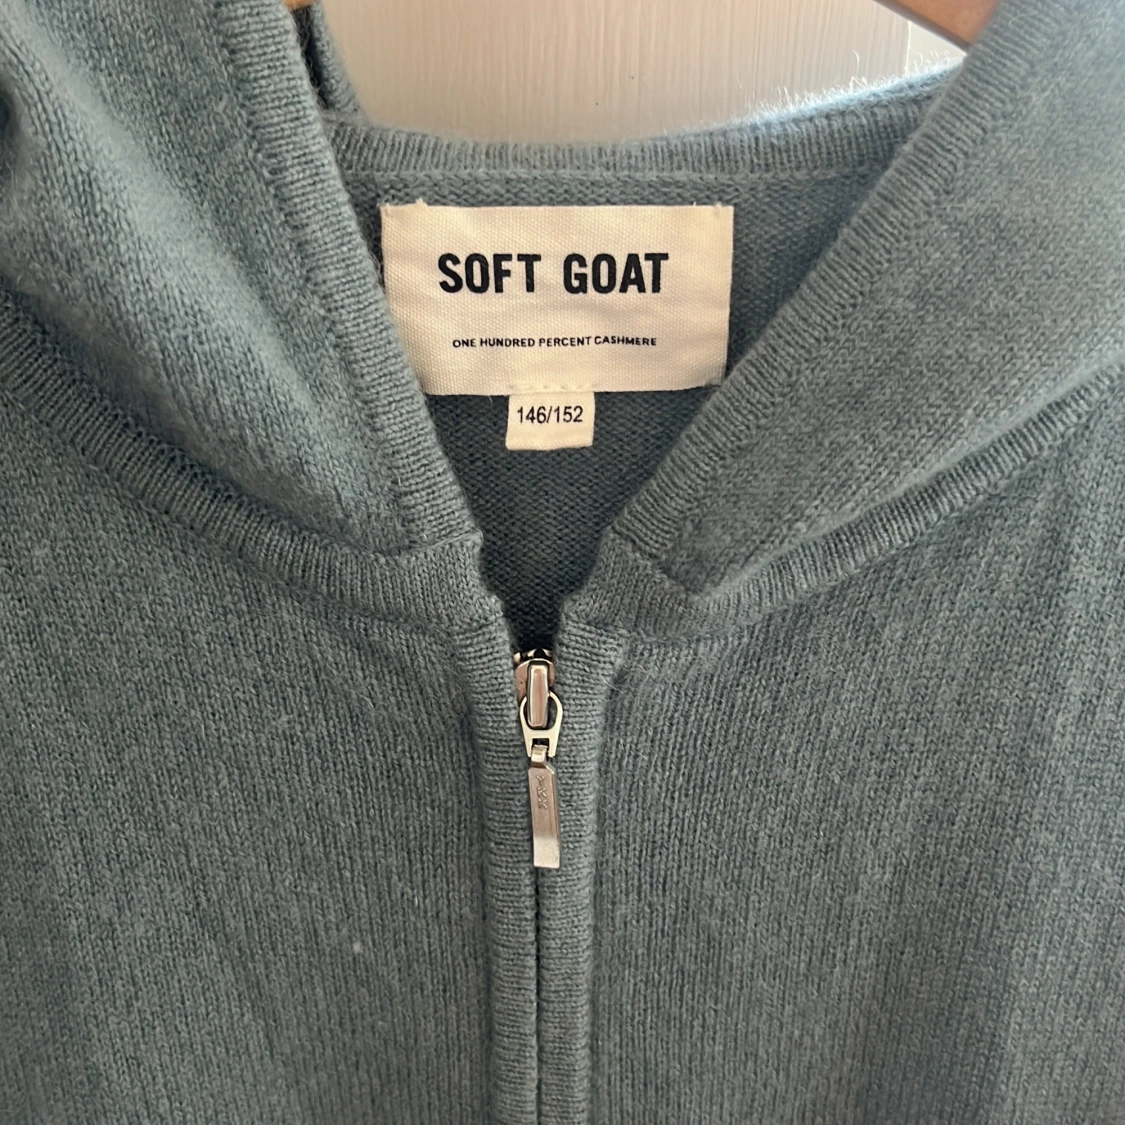 SOFT GOAT
ONE HUNDRED PERCENT CASHMERE
146/152